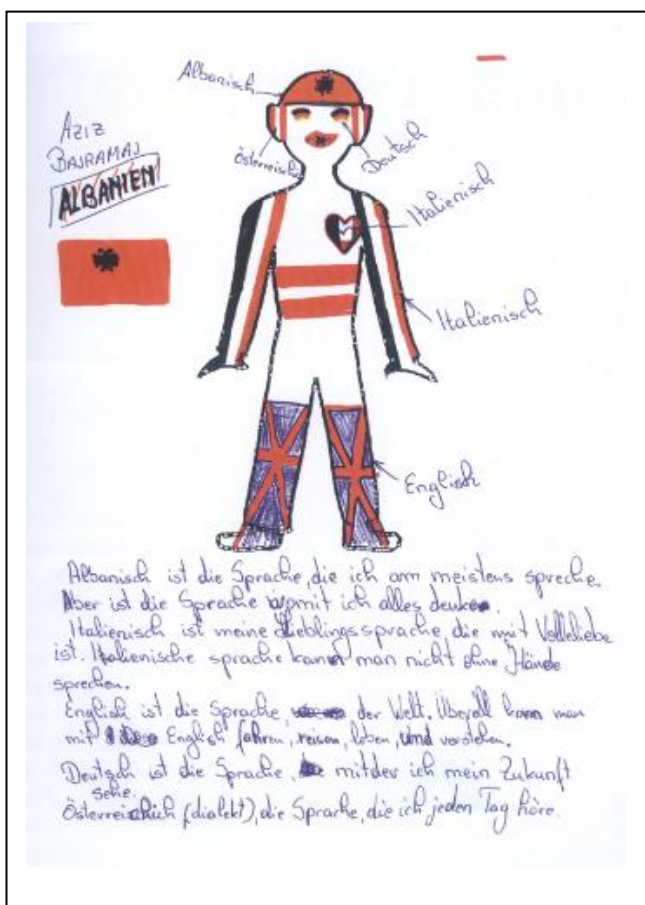 Albanisch
AZIZ
BAJRAMAJ
ALBANIEN
Österreisch
Deutsch
Italienisch
Italienisch
English
Albanisch ist die Sprache, die ich am meistens spreche.
Aber ist die Sprache womit ich alles denke.
Italienisch ist meine Lieblingssprache, die mit Volleliebe
ist. Italienische sprache kann man nicht ohne Hände
sprechen.
English ist die Sprache, der Welt. Überall kann man
mit English fahren, reisen, leben, und verstehen.
Deutsch ist die Sprache, mit der ich mein Zukunft
sehe.
Österreichich (dialekt), die Sprache, die ich jeden Tag höre.